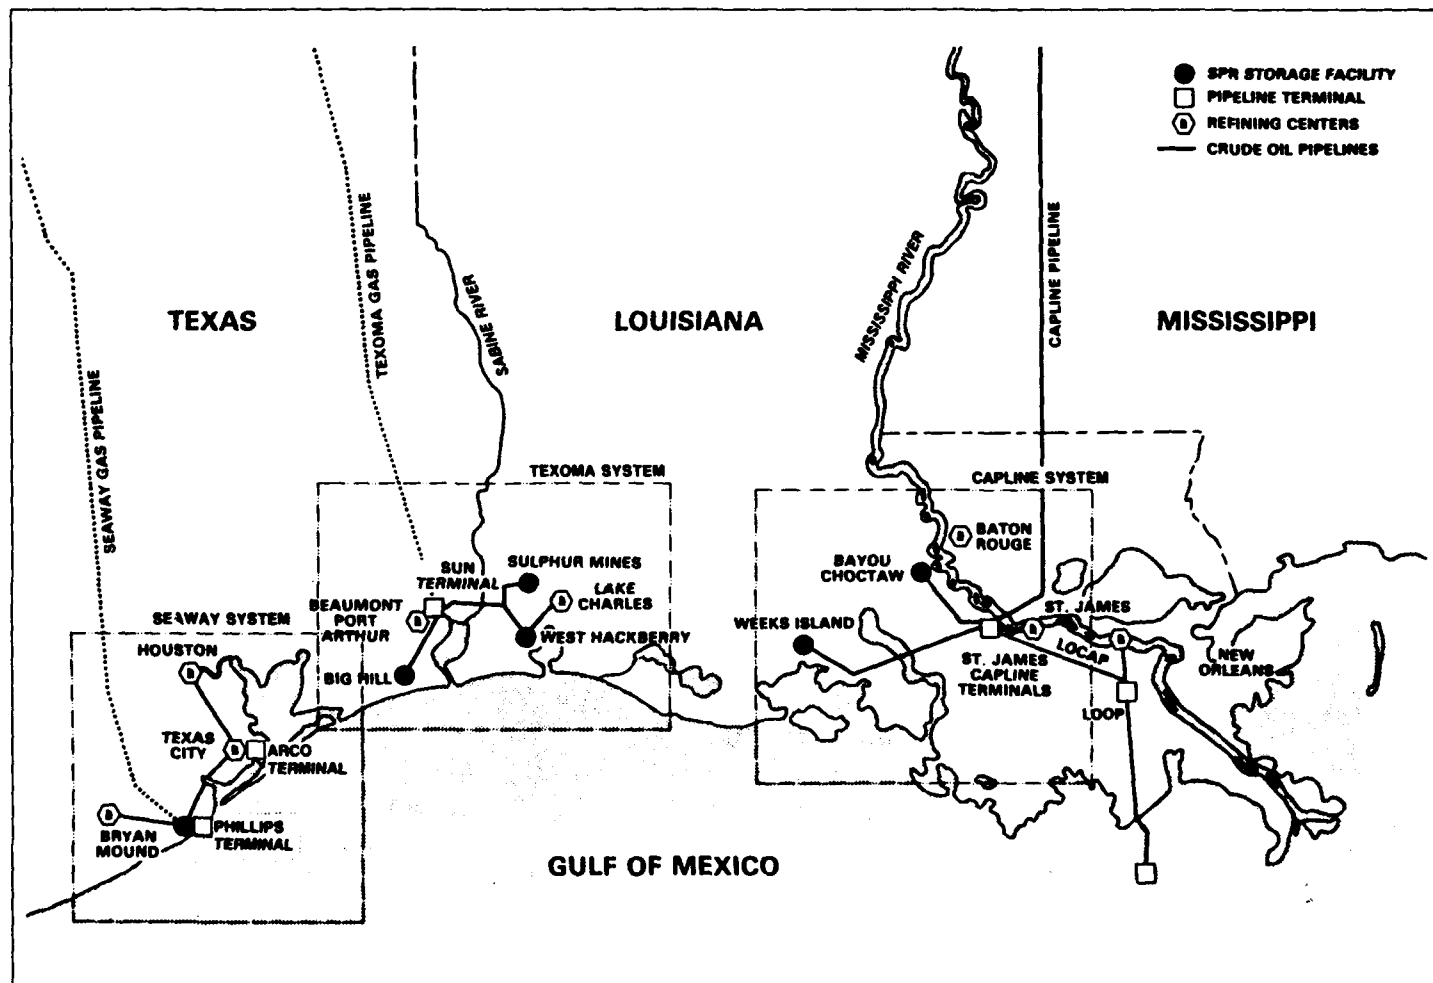 SPR STORAGE FACILITY
PIPELINE TERMINAL
R REFINING CENTERS
CRUDE OIL PIPELINES
SEAWAY GAS PIPELINE
TEXOMA GAS PIPELINE
SABINE RIVER
MISSISSIPPI RIVER
CAPLINE PIPELINE
TEXAS
LOUISIANA
MISSISSIPPI
TEXOMA SYSTEM
CAPLINE SYSTEM
SEAWAY SYSTEM
SUN
TERMINAL
SULPHUR MINES
R
LAKE
CHARLES
BEAUMONT
PORT
ARTHUR
R
WEST HACKBERRY
BIG HILL
HOUSTON
R
TEXAS
CITY
R
ARCO
TERMINAL
R
BRYAN
MOUND
PHILLIPS
TERMINAL
R
BATON
ROUGE
BAYOU
CHOCTAW
WEEKS ISLAND
ST. JAMES
R
R
LOCAP
ST. JAMES
CAPLINE
TERMINALS
NEW
ORLEANS
LOOP
GULF OF MEXICO